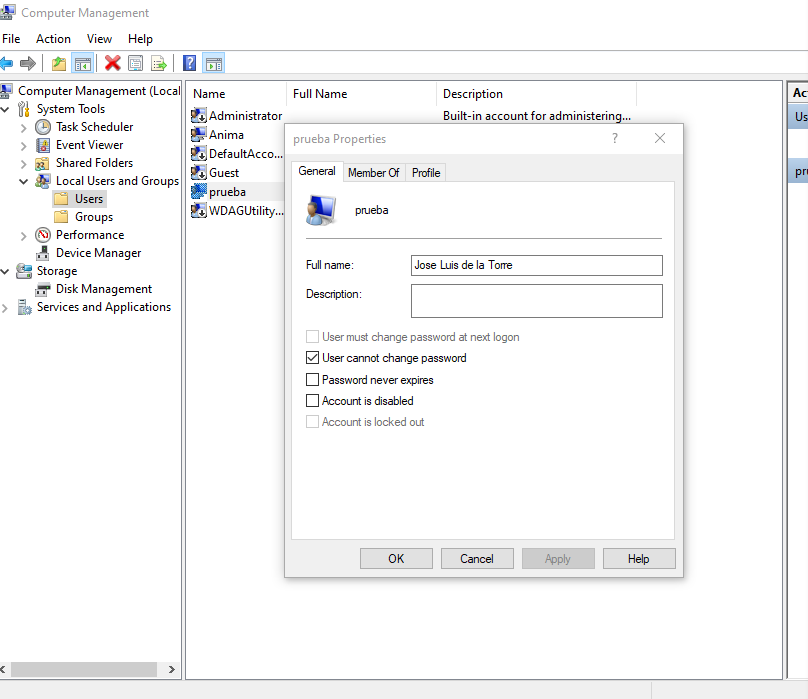 Computer Management
File Action View Help
Computer Management (Local
System Tools
Task Scheduler
Event Viewer
Shared Folders
Local Users and Groups
Users
Groups
Performance
Device Manager
Storage
Disk Management
Services and Applications
Name Full Name Description
Administrator Built-in account for administering...
Anima
DefaultAcco...
Guest
prueba
WDAGUtility...
prueba Properties ? 
General Member Of Profile
prueba
Full name: Jose Luis de la Torre
Description:
User must change password at next logon
User cannot change password
Password never expires
Account is disabled
Account is locked out
OK Cancel Apply Help
Ac
Us
pr